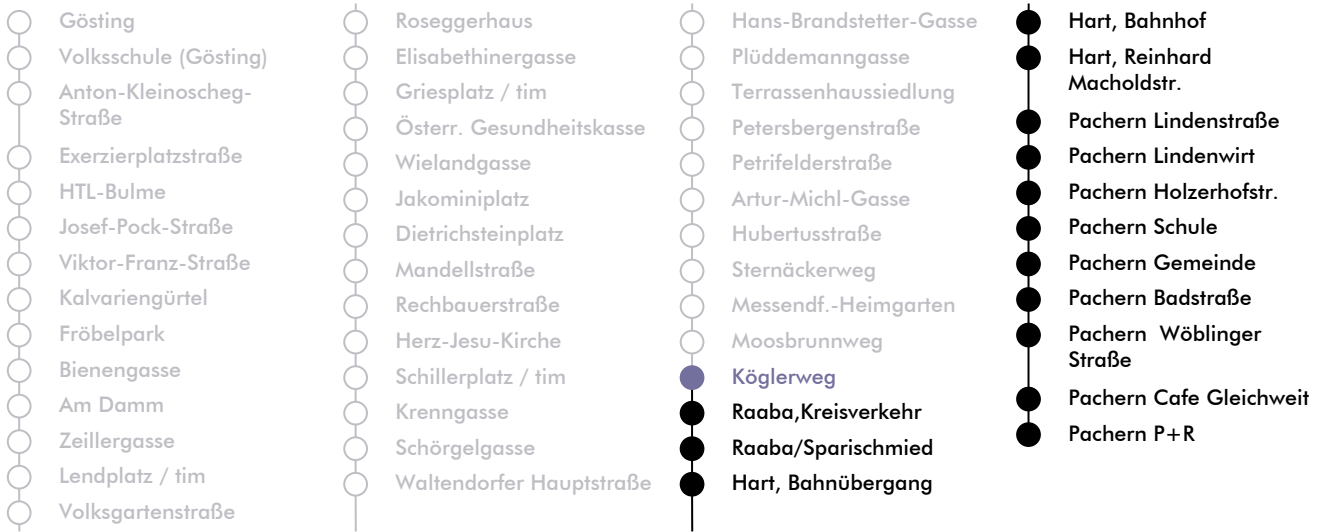 Gösting
Volksschule (Gösting)
Anton-Kleinoscheg-
Straße
Exerzierplatzstraße
HTL-Bulme
Josef-Pock-Straße
Viktor-Franz-Straße
Kalvariengürtel
Fröbelpark
Bienengasse
Am Damm
Zeillergasse
Lendplatz / tim
Volksgartenstraße
Roseggerhaus
Elisabethinergasse
Griesplatz / tim
Österr. Gesundheitskasse
Wielandgasse
Jakominiplatz
Dietrichsteinplatz
Mandellstraße
Rechbauerstraße
Herz-Jesu-Kirche
Schillerplatz / tim
Krenngasse
Schörgelgasse
Waltendorfer Hauptstraße
Hans-Brandstetter-Gasse
Plüddemanngasse
Terrassenhaussiedlung
Petersbergenstraße
Petrifelderstraße
Artur-Michl-Gasse
Hubertusstraße
Sternäckerweg
Messendf.-Heimgarten
Moosbrunnweg
Köglerweg
Raaba,Kreisverkehr
Raaba/Sparischmied
Hart, Bahnübergang
Hart, Bahnhof
Hart, Reinhard
Macholdstr.
Pachern Lindenstraße
Pachern Lindenwirt
Pachern Holzerhofstr.
Pachern Schule
Pachern Gemeinde
Pachern Badstraße
Pachern  Wöblinger
Straße
Pachern Cafe Gleichweit
Pachern P+R